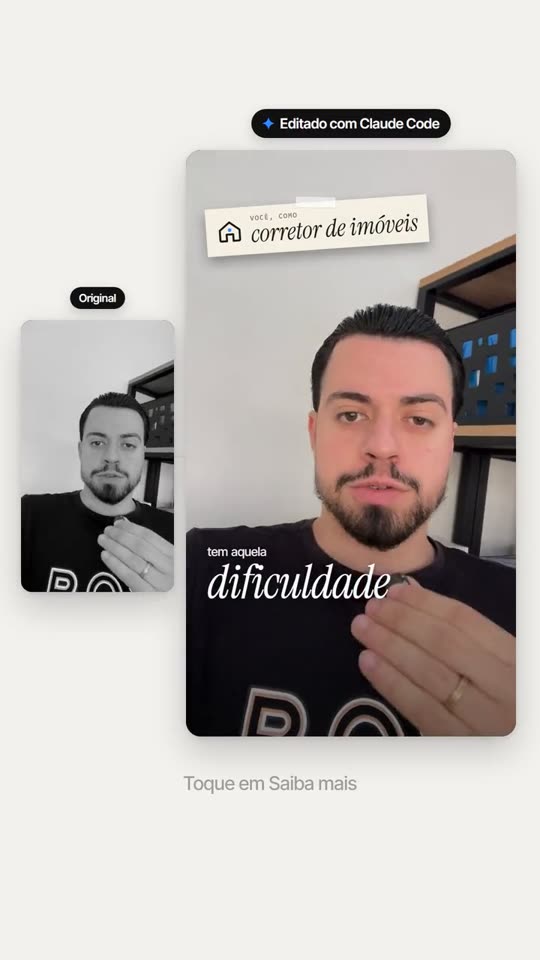 Editado com Claude Code
VOCÊ, COMO
corretor de imóveis
Original
tem aquela
dificuldade
Toque em Saiba mais